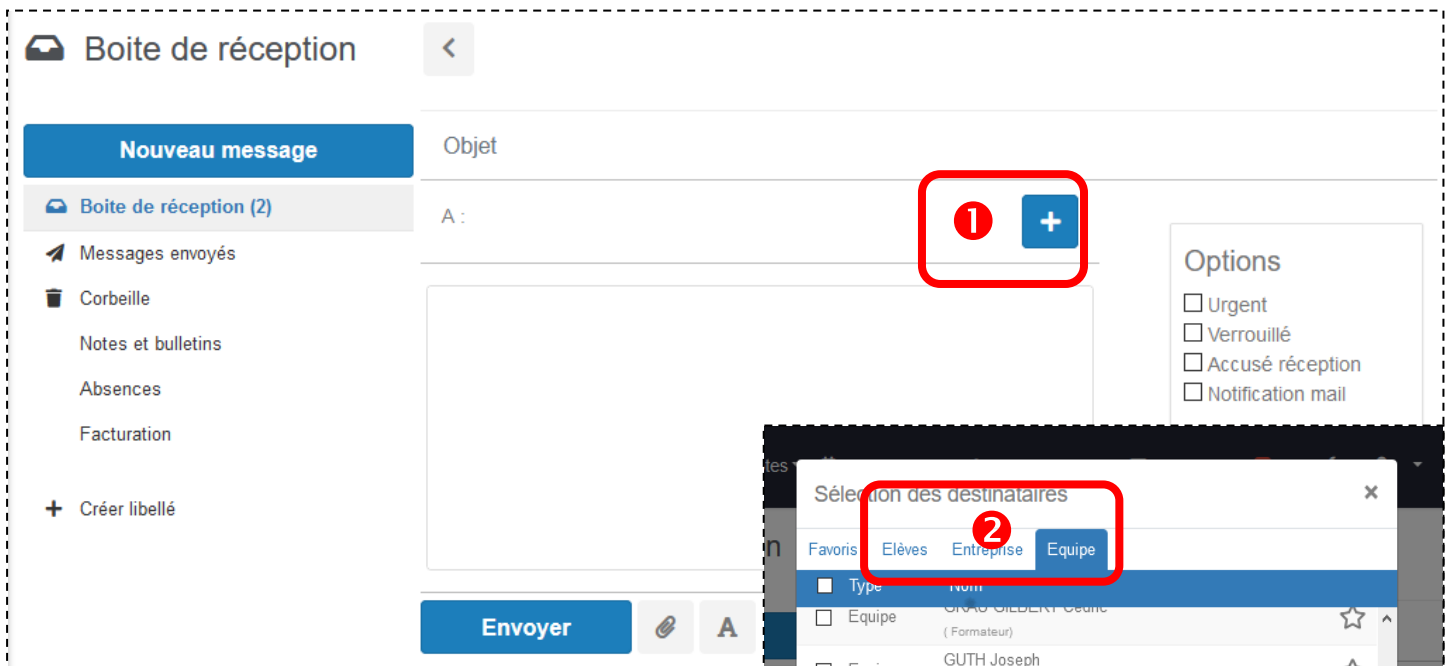 Boite de réception
Nouveau message
Boite de réception (2)
Messages envoyés
Corbeille
Notes et bulletins
Absences
Facturation
Créer libellé
Objet
A :
1
Options
Urgent
Verrouillé
Accusé réception
Notification mail
Envoyer
A
tes
n
Sélection des destinataires
2
Favoris Elèves Entreprise Equipe
Type Nom
Equipe GRAU GILBERT Cédric
( Formateur)
GUTH Joseph